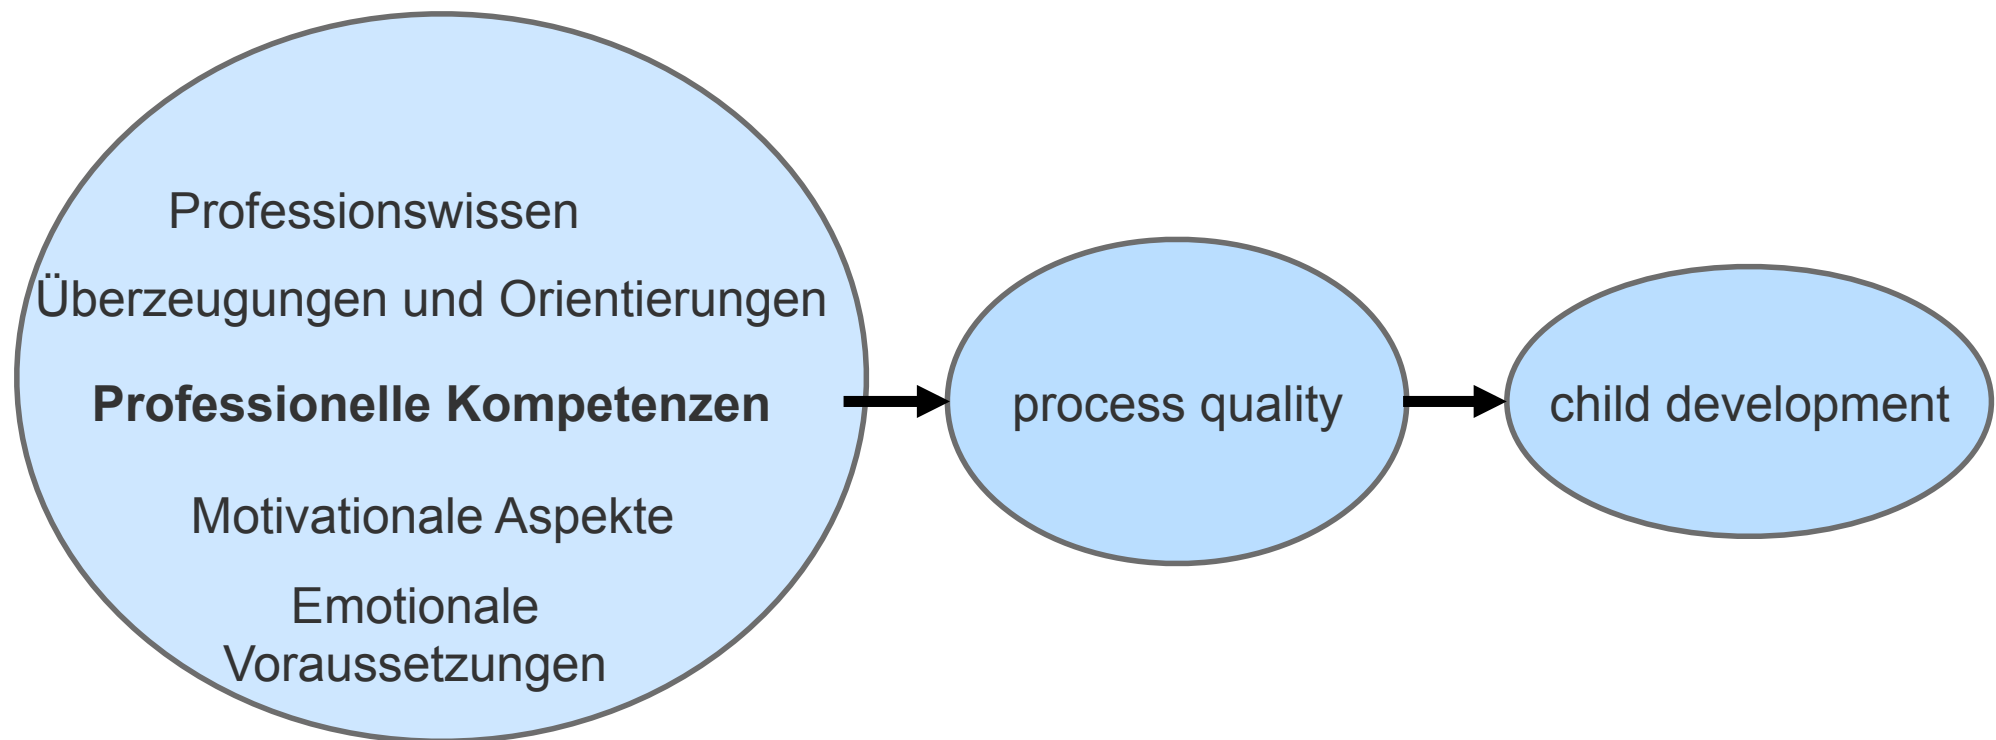 Professionswissen
Überzeugungen und Orientierungen
Professionelle Kompetenzen
Motivationale Aspekte
Emotionale
Voraussetzungen
process quality
child development